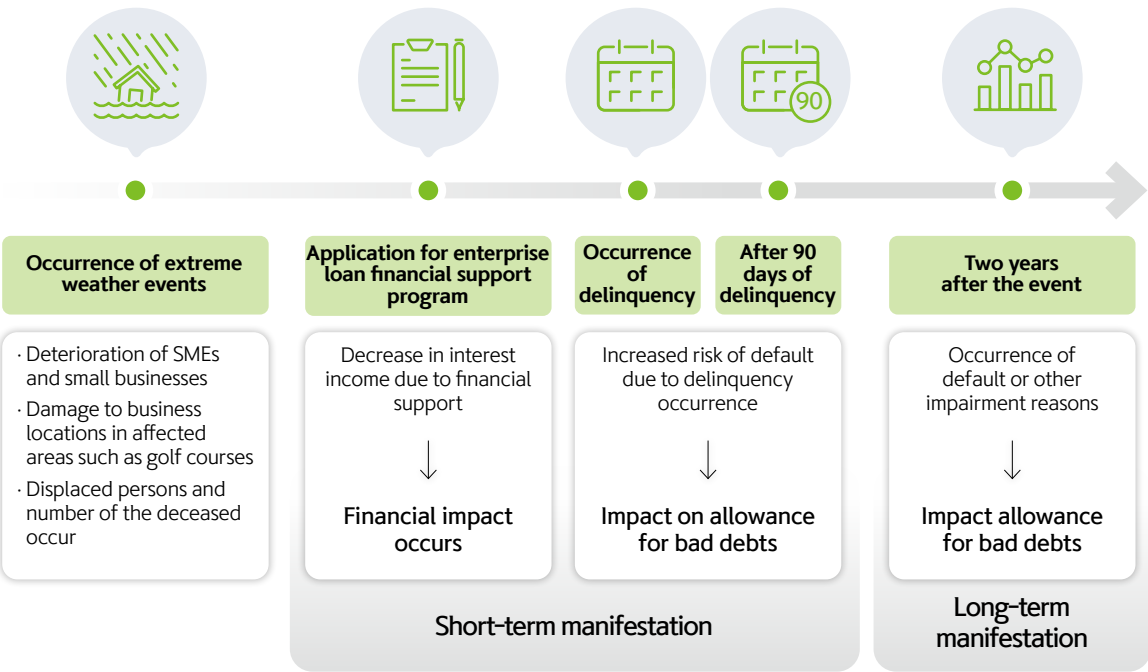 90
Occurrence of extreme
weather events
· Deterioration of SMEs
and small businesses
· Damage to business
locations in affected
areas such as golf courses
· Displaced persons and
number of the deceased
occur
Application for enterprise
loan financial support
program
Decrease in interest
income due to financial
support
Financial impact
occurs
Occurrence
of
delinquency
After 90
days of
delinquency
Increased risk of default
due to delinquency
occurrence
Impact on allowance
for bad debts
Short-term manifestation
Two years
after the event
Occurrence of
default or other
impairment reasons
Impact allowance
for bad debts
Long-term
manifestation